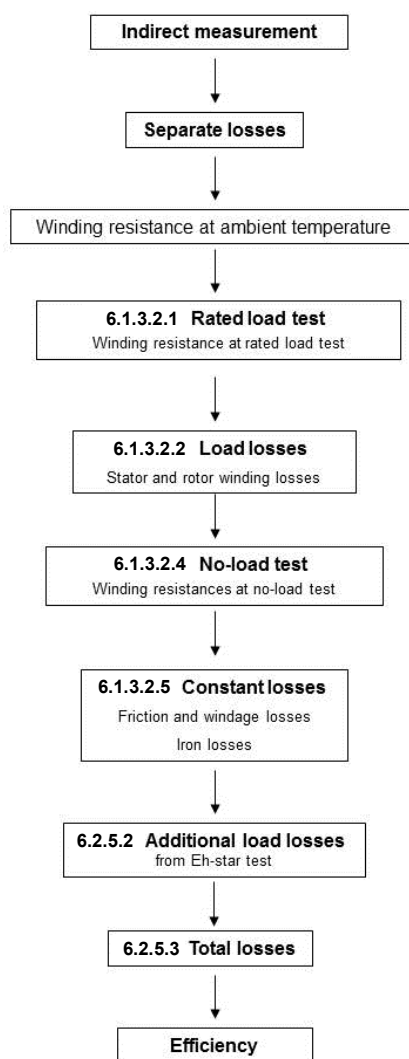 Indirect measurement
Separate losses
Winding resistance at ambient temperature
6.1.3.2.1 Rated load test
Winding resistance at rated load test
6.1.3.2.2 Load losses
Stator and rotor winding losses
6.1.3.2.4 No-load test
Winding resistances at no-load test
6.1.3.2.5 Constant losses
Friction and windage losses
Iron losses
6.2.5.2 Additional load losses
from Eh-star test
6.2.5.3 Total losses
Efficiency